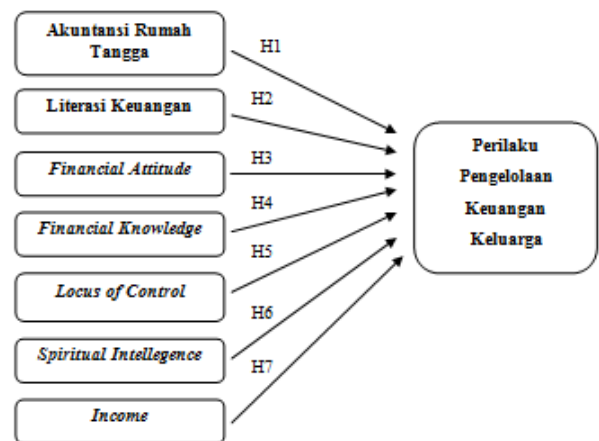 Akuntansi Rumah
Tangga
H1
Literasi Keuangan
H2
Financial Attitude
H3
Financial Knowledge
H4
Locus of Control
H5
Spiritual Intellegence
H6
Income
H7
Perilaku
Pengelolaan
Keuangan
Keluarga